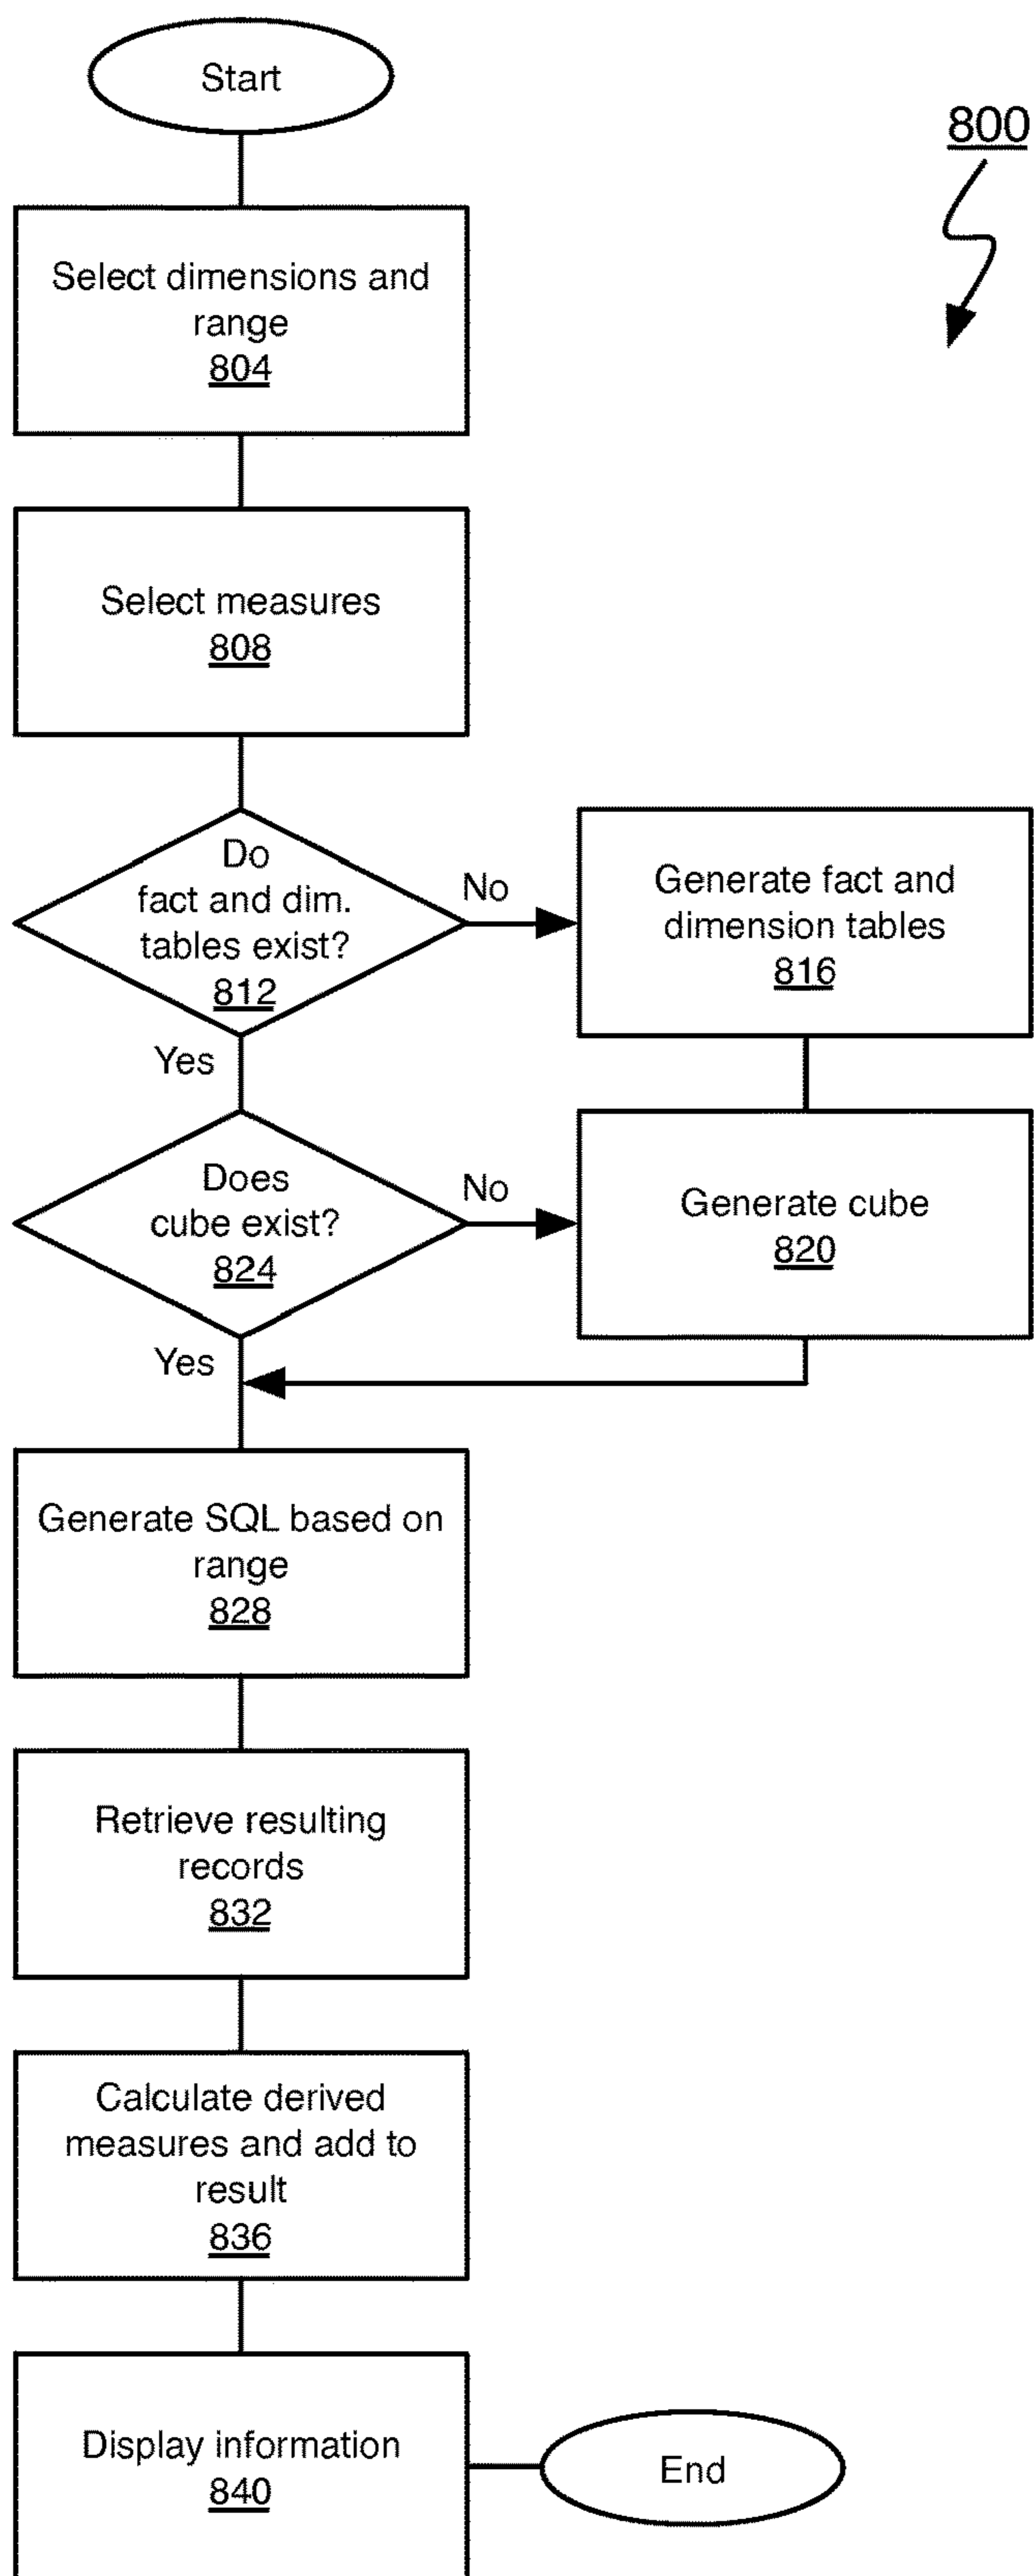 Start
800
Select dimensions and
range
804
Select measures
808
Do
fact and dim.
tables exist?
812
No
Generate fact and
dimension tables
816
Yes
Does
cube exist?
824
No
Generate cube
820
Yes
Generate SQL based on
range
828
Retrieve resulting
records
832
Calculate derived
measures and add to
result
836
Display information
840
End